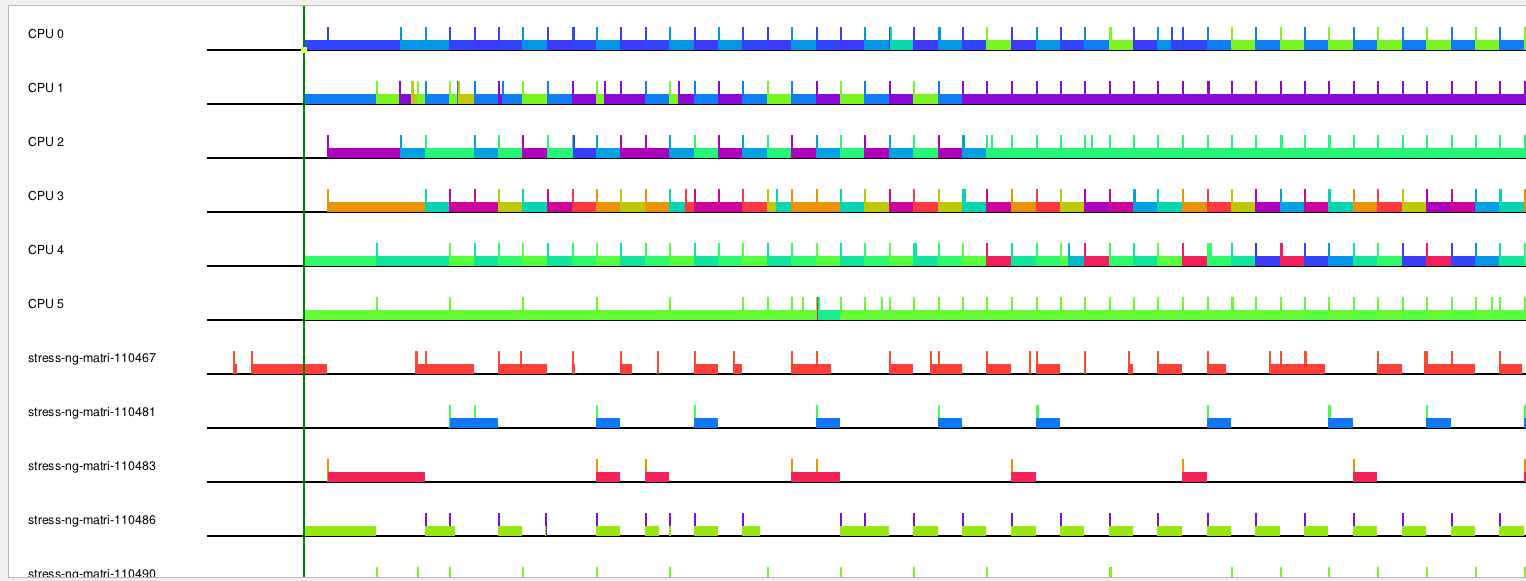 CPU 0
CPU 1
CPU 2
CPU 3
CPU 4
CPU 5
stress-ng-matri-110467
stress-ng-matri-110481
stress-ng-matri-110483
stress-ng-matri-110486
stress-ng-matri-110490